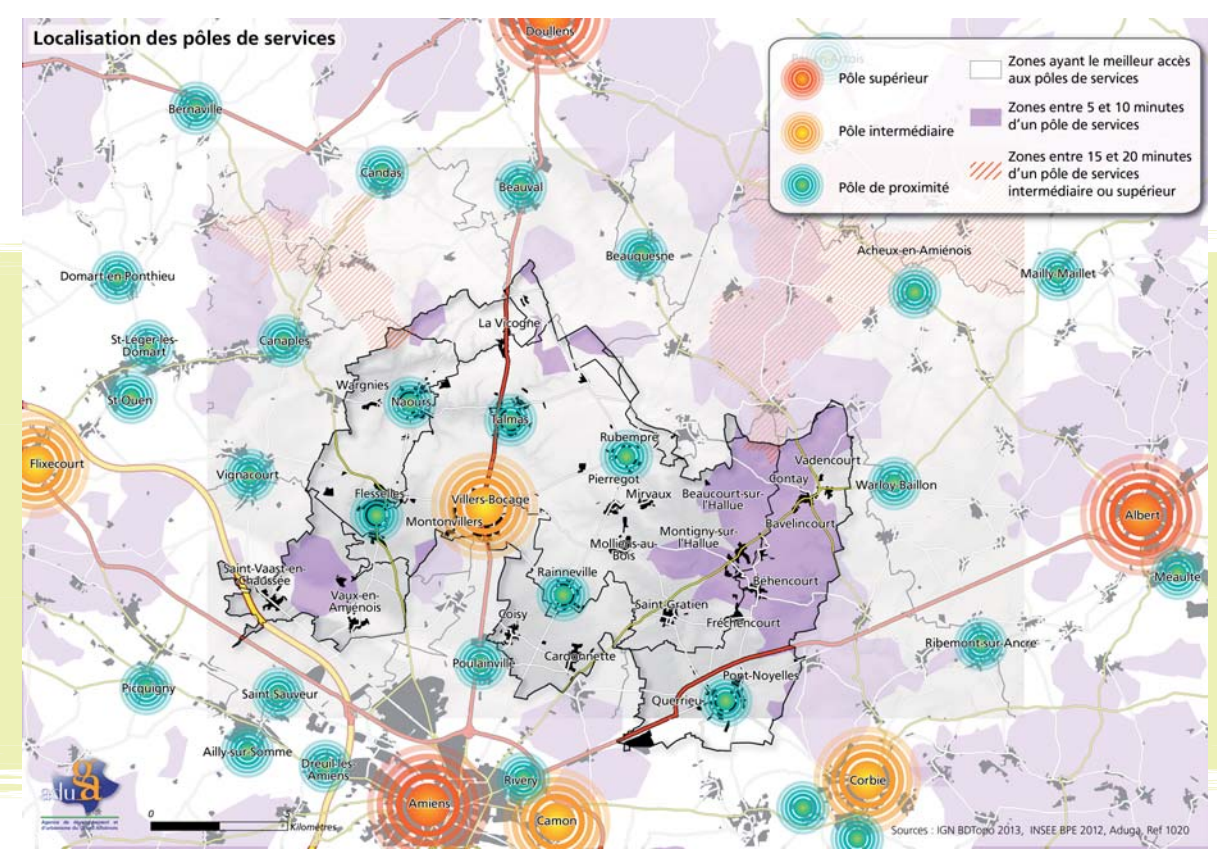 Localisation des pôles de services
Doullens
Pôle supérieur
Pôle intermédiaire
Pôle de proximité
Zones ayant le meilleur accès
aux pôles de services
Zones entre 5 et 10 minutes
d'un pôle de services
Zones entre 15 et 20 minutes
d'un pôle de services
intermédiaire ou supérieur
Bernaville
Candas
Beauval
Beauquesne
Acheux-en-Amiénois
Mailly-Maillet
Domart-en-Ponthieu
St-Léger-les-
Domart
Canaples
La Vicogne
St-Ouen
Wargnies
Naours
Talmas
Rubempré
Flixecourt
Vignacourt
Pierregot
Mirvaux
Vadencourt
Contay
Warloy-Baillon
Flesselles
Villers-Bocage
Montonvillers
Beaucourt-sur-
l'Hallue
Bavelincourt
Albert
Montigny-sur-
l'Hallue
Molliens-au-
Bois
Saint-Vaast-en-
Chaussée
Vaux-en-
Amiénois
Rainneville
Béhencourt
Méaulte
Coisy
Saint-Gratien
Fréchencourt
Cardonnette
Poulainville
Ribemont-sur-Ancre
Pont-Noyelles
Querrieu
Picquigny
Saint-Sauveur
Ailly-sur-Somme
Dreuil-lès-
Amiens
Rivery
Corbie
Amiens
Camon
aduga
0
Kilomètres
Sources : IGN BDTopo 2013, INSEE BPE 2012, Aduga, Ref 1020